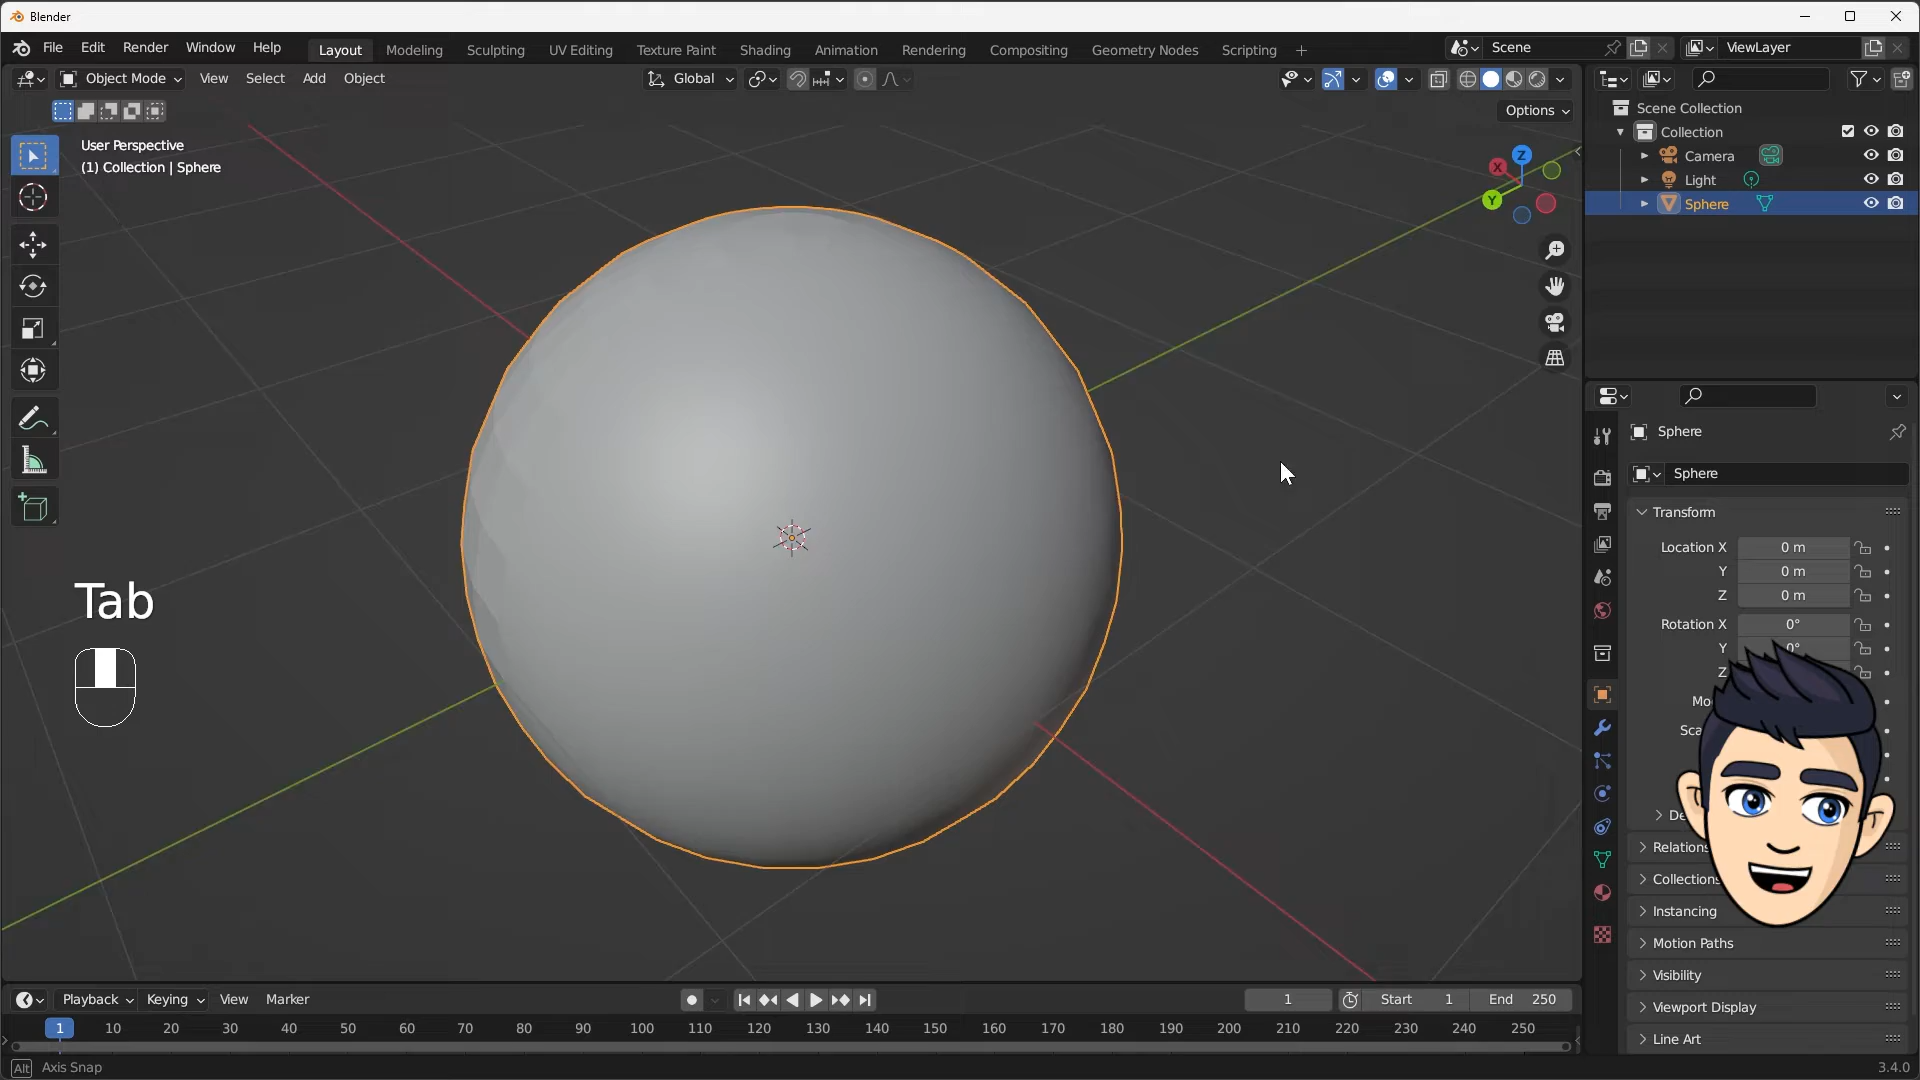 Blender
File Edit Render Window Help Layout Modeling Sculpting UV Editing Texture Paint Shading Animation Rendering Compositing Geometry Nodes Scripting + Scene ViewLayer
Object Mode View Select Add Object Global
Options
User Perspective
(1) Collection | Sphere
X
Y
Z
Scene Collection
Collection
Camera
Light
Sphere
Sphere
Sphere
Transform
Location X 0 m
Y 0 m
Z 0 m
Rotation X 0°
Y 0°
Z
Mo
Sca
De
Relations
Collections
Instancing
Motion Paths
Visibility
Viewport Display
Line Art
Tab
Playback Keying View Marker 1 Start 1 End 250
1 10 20 30 40 50 60 70 80 90 100 110 120 130 140 150 160 170 180 190 200 210 220 230 240 250
Alt Axis Snap 3.4.0